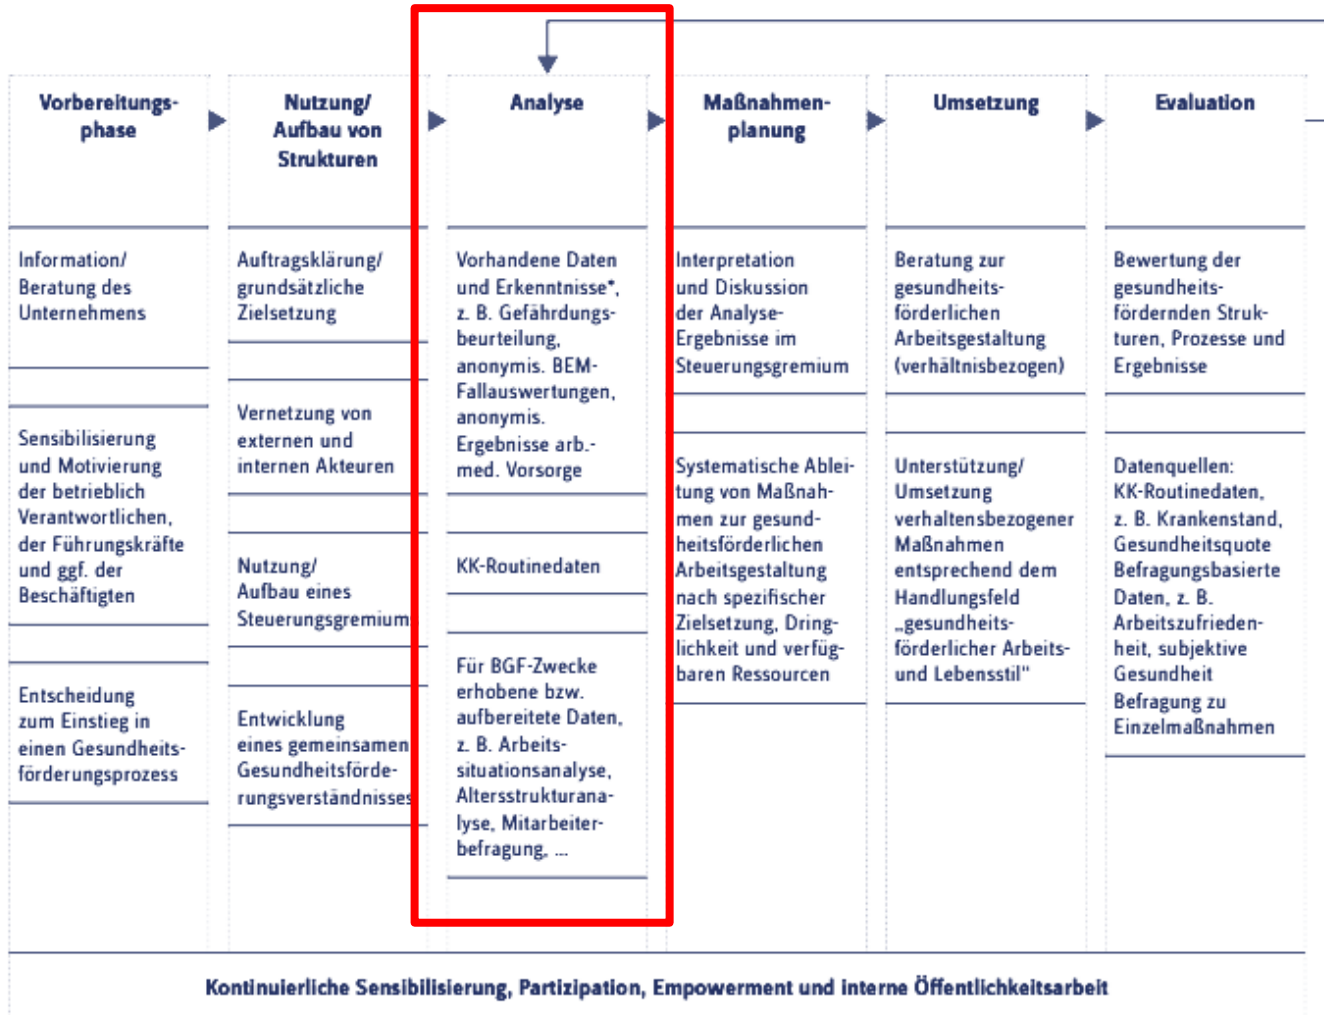 Vorbereitungs-
phase
Nutzung/
Aufbau von
Strukturen
Analyse
Maßnahmen-
planung
Umsetzung
Evaluation
Information/
Beratung des
Unternehmens
Sensibilisierung
und Motivierung
der betrieblich
Verantwortlichen,
der Führungskräfte
und ggf. der
Beschäftigten
Entscheidung
zum Einstieg in
einen Gesundheits-
förderungsprozess
Auftragsklärung/
grundsätzliche
Zielsetzung
Vernetzung von
externen und
internen Akteuren
Nutzung/
Aufbau eines
Steuerungsgremiums
Entwicklung
eines gemeinsamen
Gesundheitsförde-
rungsverständnisses
Vorhandene Daten
und Erkenntnisse*,
z. B. Gefährdungs-
beurteilung,
anonymis. BEM-
Fallauswertungen,
anonymis.
Ergebnisse arb.-
med. Vorsorge
KK-Routinedaten
Für BGF-Zwecke
erhobene bzw.
aufbereitete Daten,
z. B. Arbeits-
situationsanalyse,
Altersstrukturana-
lyse, Mitarbeiter-
befragung, ...
Interpretation
und Diskussion
der Analyse-
Ergebnisse im
Steuerungsgremium
Systematische Ablei-
tung von Maßnah-
men zur gesund-
heitsförderlichen
Arbeitsgestaltung
nach spezifischer
Zielsetzung, Dring-
lichkeit und verfüg-
baren Ressourcen
Beratung zur
gesundheits-
förderlichen
Arbeitsgestaltung
(verhältnisbezogen)
Unterstützung/
Umsetzung
verhaltensbezogener
Maßnahmen
entsprechend dem
Handlungsfeld
„gesundheits-
förderlicher Arbeits-
und Lebensstil"
Bewertung der
gesundheits-
fördernden Struk-
turen, Prozesse und
Ergebnisse
Datenquellen:
KK-Routinedaten,
z. B. Krankenstand,
Gesundheitsquote
Befragungsbasierte
Daten, z. B.
Arbeitszufrieden-
heit, subjektive
Gesundheit
Befragung zu
Einzelmaßnahmen
Kontinuierliche Sensibilisierung, Partizipation, Empowerment und interne Öffentlichkeitsarbeit